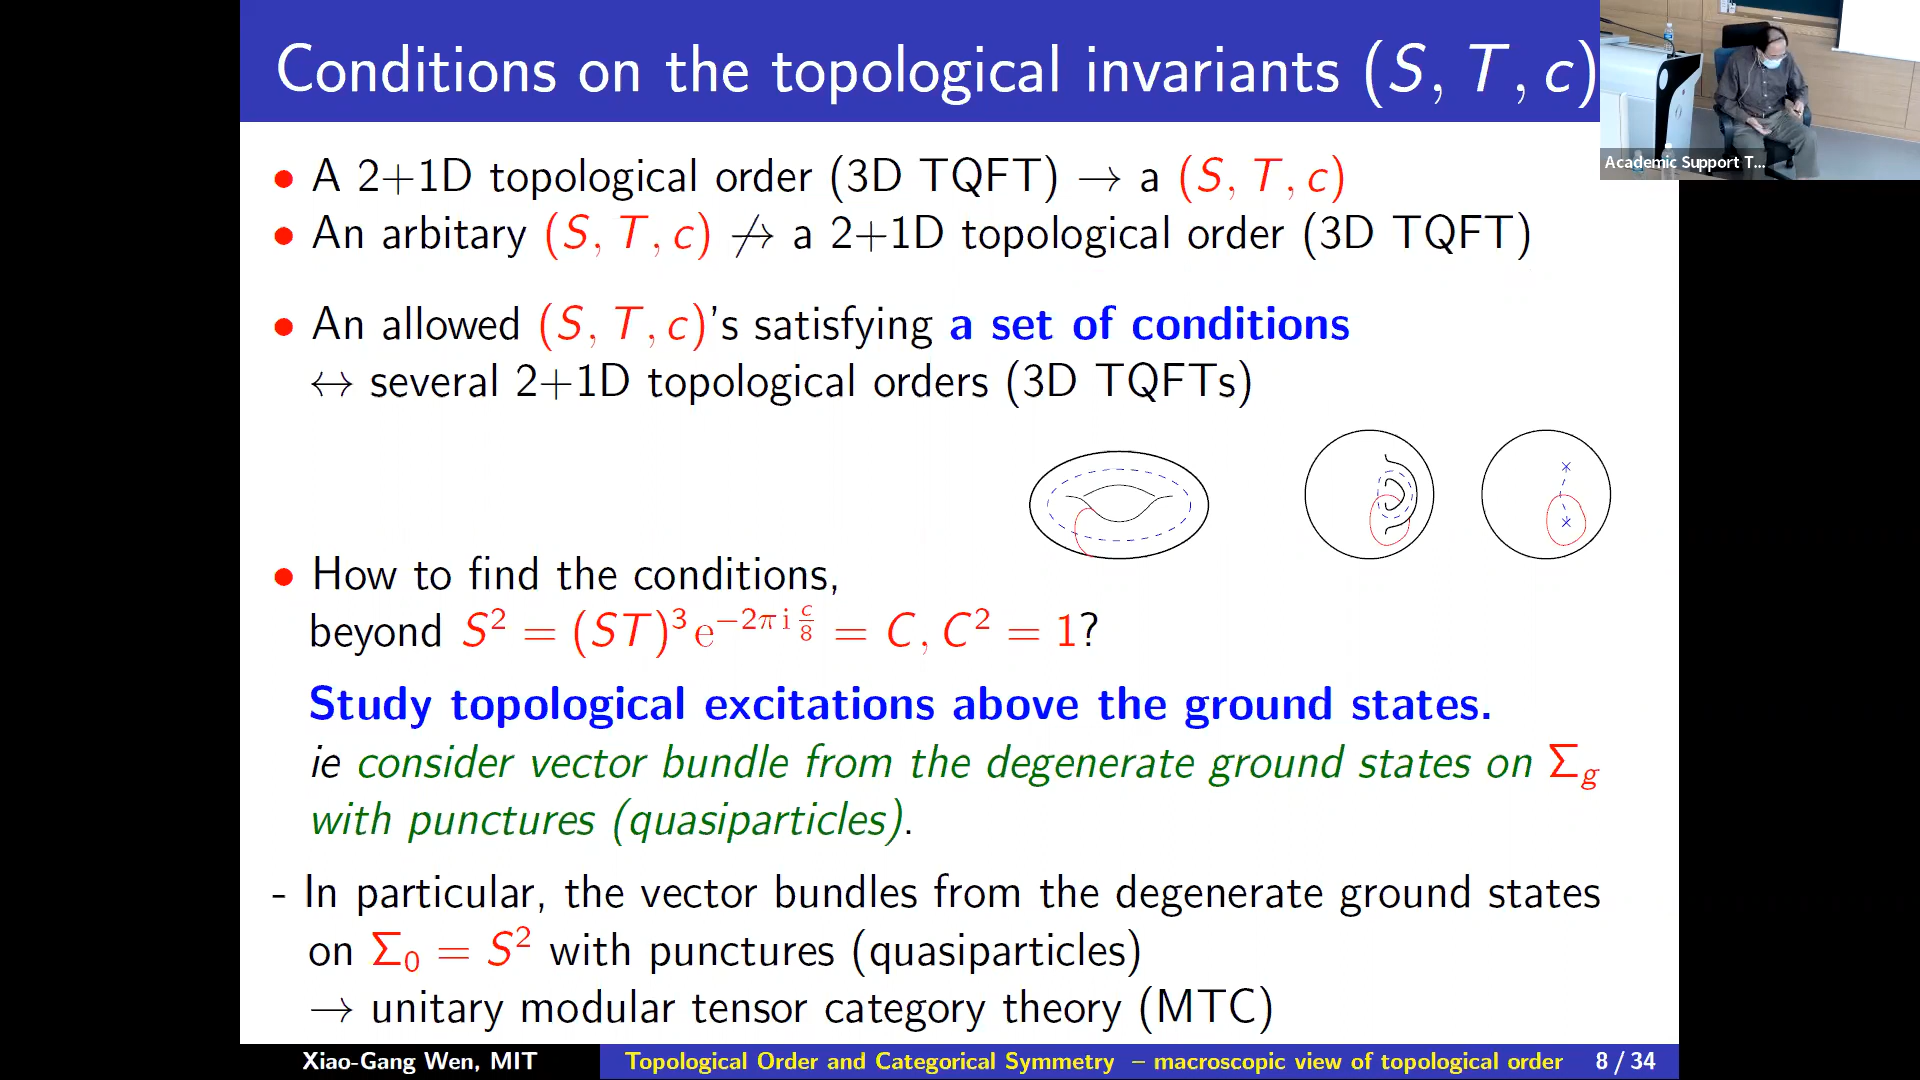 Conditions on the topological invariants (S, T, c)
Academic Support T...
• A 2+1D topological order (3D TQFT) → a (S, T, c)
• An arbitary (S, T, c) ↛ a 2+1D topological order (3D TQFT)
• An allowed (S, T, c)'s satisfying a set of conditions
↔ several 2+1D topological orders (3D TQFTs)
• How to find the conditions,
beyond S² = (ST)³ e^{−2π i c/8} = C, C² = 1?
Study topological excitations above the ground states.
ie consider vector bundle from the degenerate ground states on Σ_g
with punctures (quasiparticles).
- In particular, the vector bundles from the degenerate ground states
on Σ₀ = S² with punctures (quasiparticles)
→ unitary modular tensor category theory (MTC)
Xiao-Gang Wen, MIT
Topological Order and Categorical Symmetry – macroscopic view of topological order
8 / 34